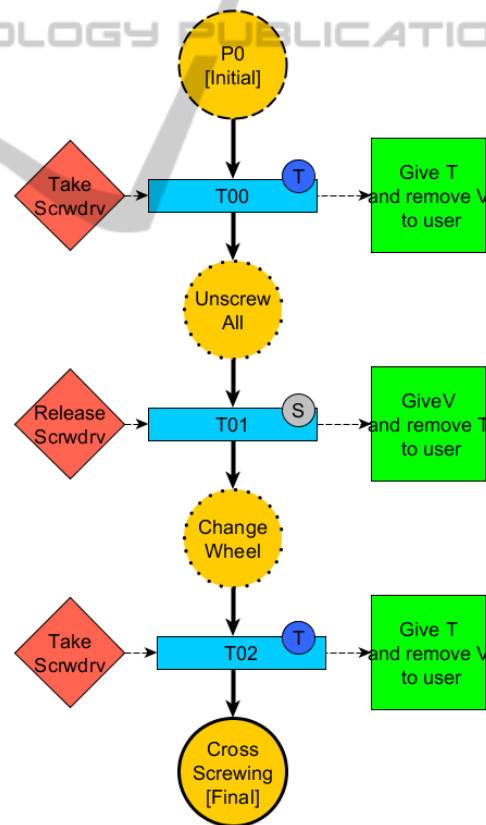 OLOGY PUBLICATIO
P0
[Initial]
T
Take
Scrwdrv
T00
Give T
and remove V
to user
Unscrew
All
S
Release
Scrwdrv
T01
GiveV
and remove T
to user
Change
Wheel
T
Take
Scrwdrv
T02
Give T
and remove V
to user
Cross
Screwing
[Final]